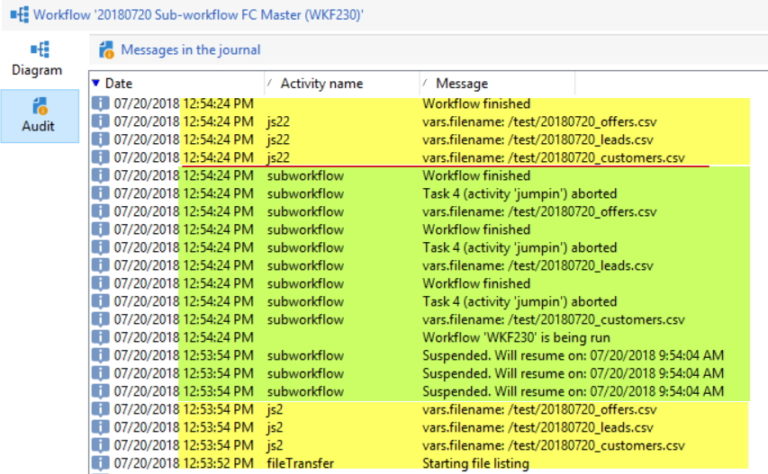 Workflow '20180720 Sub-workflow FC Master (WKF230)'
Diagram
Audit
Messages in the journal
Date Activity name Message
07/20/2018 12:54:24 PM Workflow finished
07/20/2018 12:54:24 PM js22 vars.filename: /test/20180720_offers.csv
07/20/2018 12:54:24 PM js22 vars.filename: /test/20180720_leads.csv
07/20/2018 12:54:24 PM js22 vars.filename: /test/20180720_customers.csv
07/20/2018 12:54:24 PM subworkflow Workflow finished
07/20/2018 12:54:24 PM subworkflow Task 4 (activity 'jumpin') aborted
07/20/2018 12:54:24 PM subworkflow vars.filename: /test/20180720_offers.csv
07/20/2018 12:54:24 PM subworkflow Workflow finished
07/20/2018 12:54:24 PM subworkflow Task 4 (activity 'jumpin') aborted
07/20/2018 12:54:24 PM subworkflow vars.filename: /test/20180720_leads.csv
07/20/2018 12:54:24 PM subworkflow Workflow finished
07/20/2018 12:54:24 PM subworkflow Task 4 (activity 'jumpin') aborted
07/20/2018 12:54:24 PM subworkflow vars.filename: /test/20180720_customers.csv
07/20/2018 12:54:24 PM Workflow 'WKF230' is being run
07/20/2018 12:53:54 PM subworkflow Suspended. Will resume on: 07/20/2018 9:54:04 AM
07/20/2018 12:53:54 PM subworkflow Suspended. Will resume on: 07/20/2018 9:54:04 AM
07/20/2018 12:53:54 PM subworkflow Suspended. Will resume on: 07/20/2018 9:54:04 AM
07/20/2018 12:53:54 PM js2 vars.filename: /test/20180720_offers.csv
07/20/2018 12:53:54 PM js2 vars.filename: /test/20180720_leads.csv
07/20/2018 12:53:54 PM js2 vars.filename: /test/20180720_customers.csv
07/20/2018 12:53:52 PM fileTransfer Starting file listing